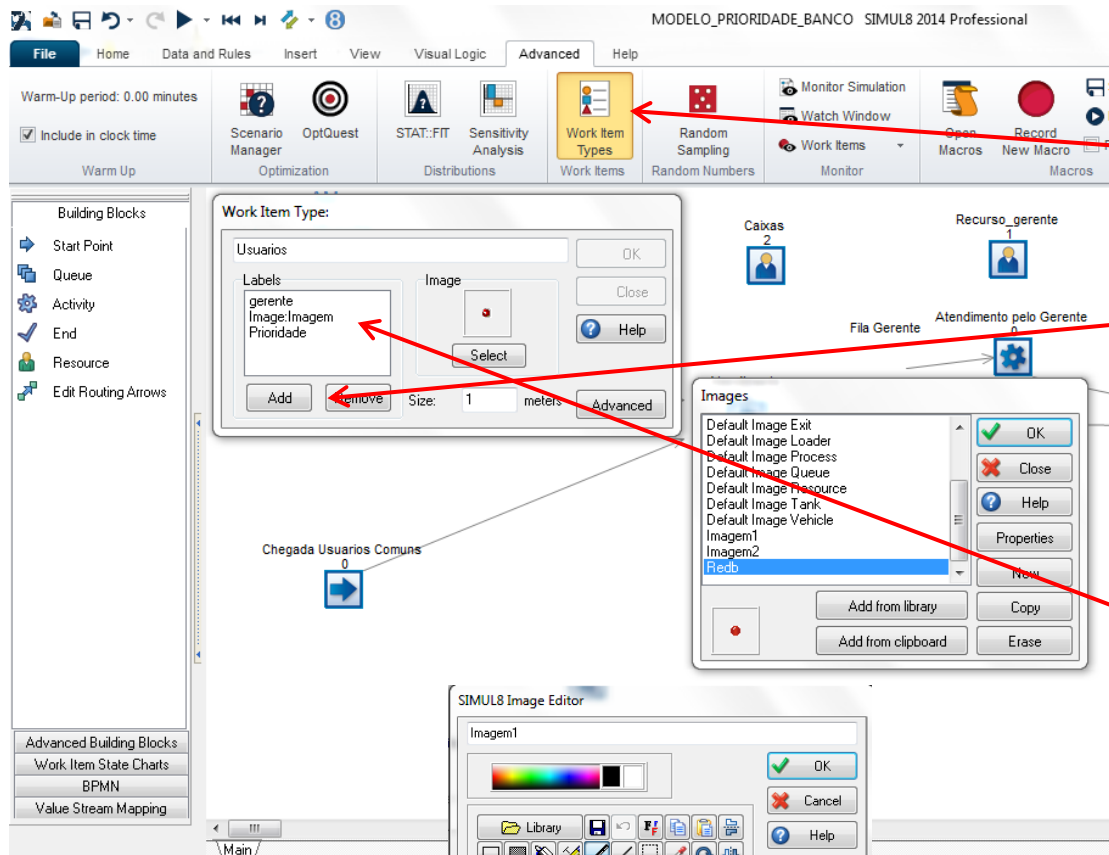 MODELO_PRIORIDADE_BANCO SIMUL8 2014 Professional
File Home Data and Rules Insert View Visual Logic Advanced Help
Warm-Up period: 0.00 minutes
Include in clock time
Warm Up
Scenario Manager
OptQuest
Optimization
STAT::FIT
Sensitivity Analysis
Distributions
Work Item Types
Work Items
Random Sampling
Random Numbers
Monitor Simulation
Watch Window
Work Items
Monitor
Open Macros
Record New Macro
Macros
Building Blocks
Start Point
Queue
Activity
End
Resource
Edit Routing Arrows
Advanced Building Blocks
Work Item State Charts
BPMN
Value Stream Mapping
Work Item Type:
Usuarios
OK
Labels
Image
Close
gerente
Image:Imagem
Prioridade
Help
Select
Add
Remove
Size: 1 meters
Advanced
Caixas
2
Recurso_gerente
1
Fila Gerente
Atendimento pelo Gerente
0
Chegada Usuarios Comuns
0
Images
Default Image Exit
Default Image Loader
Default Image Process
Default Image Queue
Default Image Resource
Default Image Tank
Default Image Vehicle
Imagem1
Imagem2
Redb
OK
Close
Help
Properties
New
Add from library
Copy
Add from clipboard
Erase
SIMUL8 Image Editor
Imagem1
OK
Cancel
Library
Help
Main